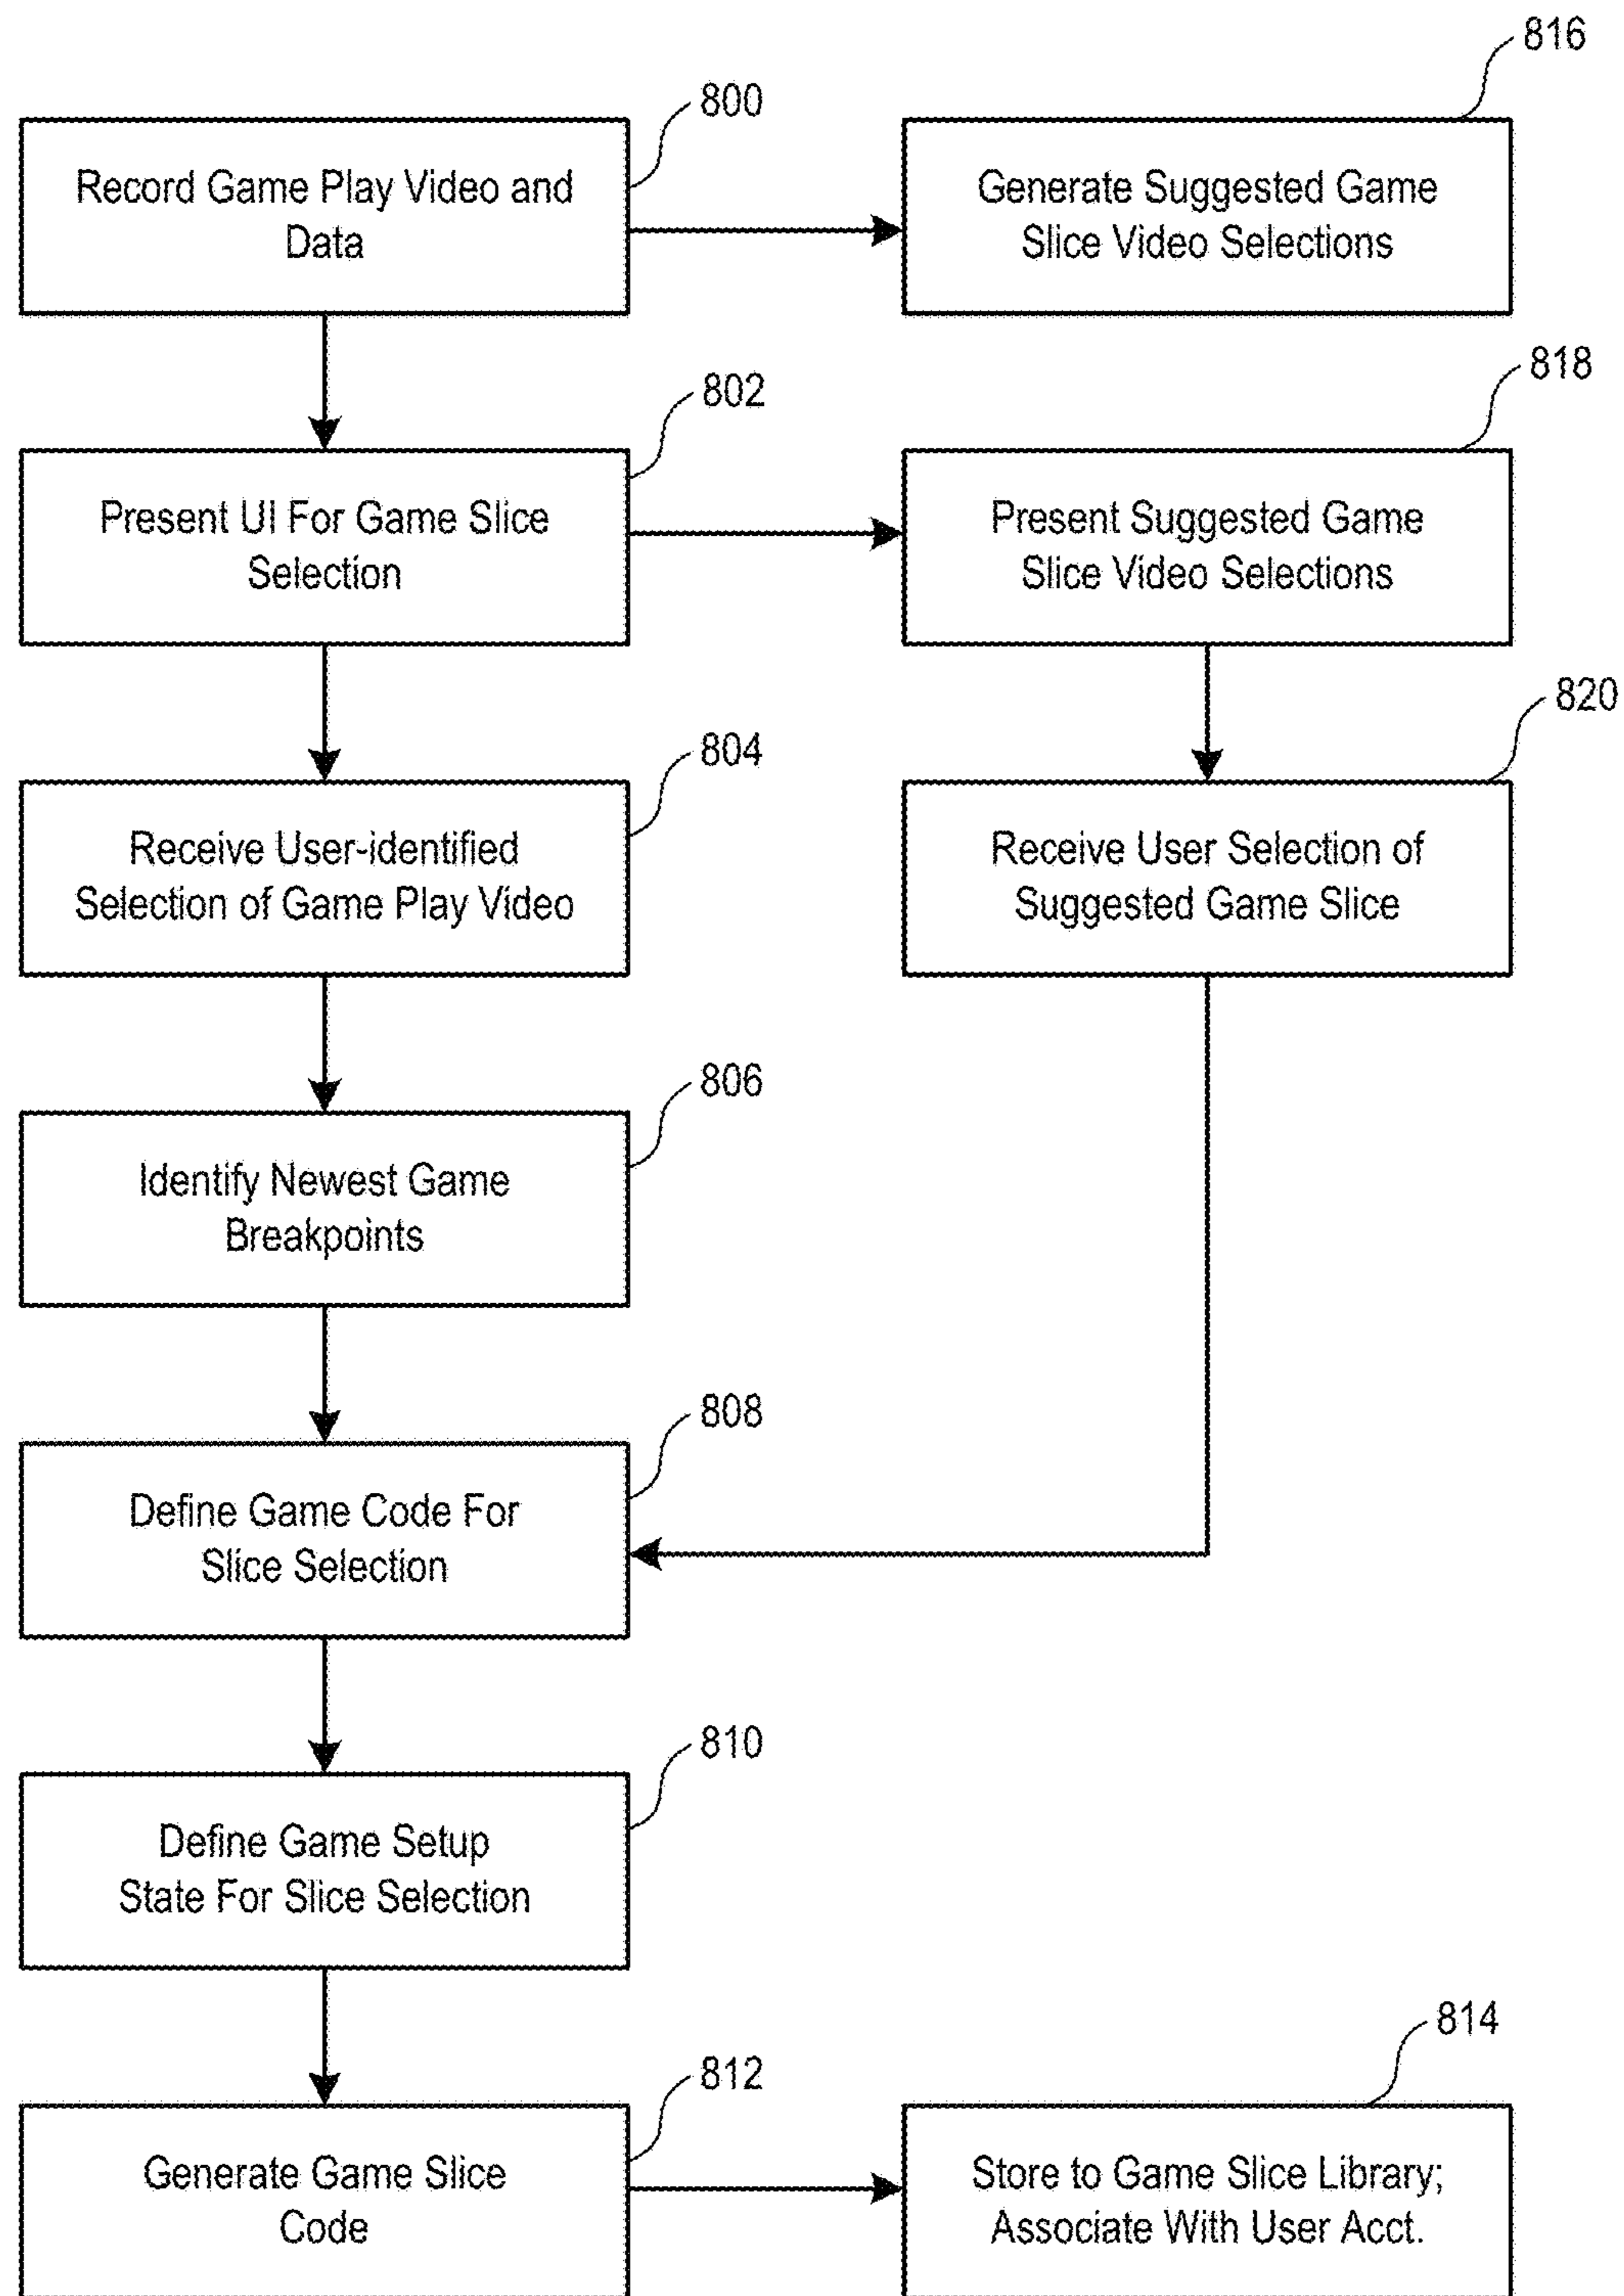 816
800
Record Game Play Video and
Data
Generate Suggested Game
Slice Video Selections
818
802
Present UI For Game Slice
Selection
Present Suggested Game
Slice Video Selections
820
804
Receive User-identified
Selection of Game Play Video
Receive User Selection of
Suggested Game Slice
806
Identify Newest Game
Breakpoints
808
Define Game Code For
Slice Selection
810
Define Game Setup
State For Slice Selection
814
812
Generate Game Slice
Code
Store to Game Slice Library;
Associate With User Acct.